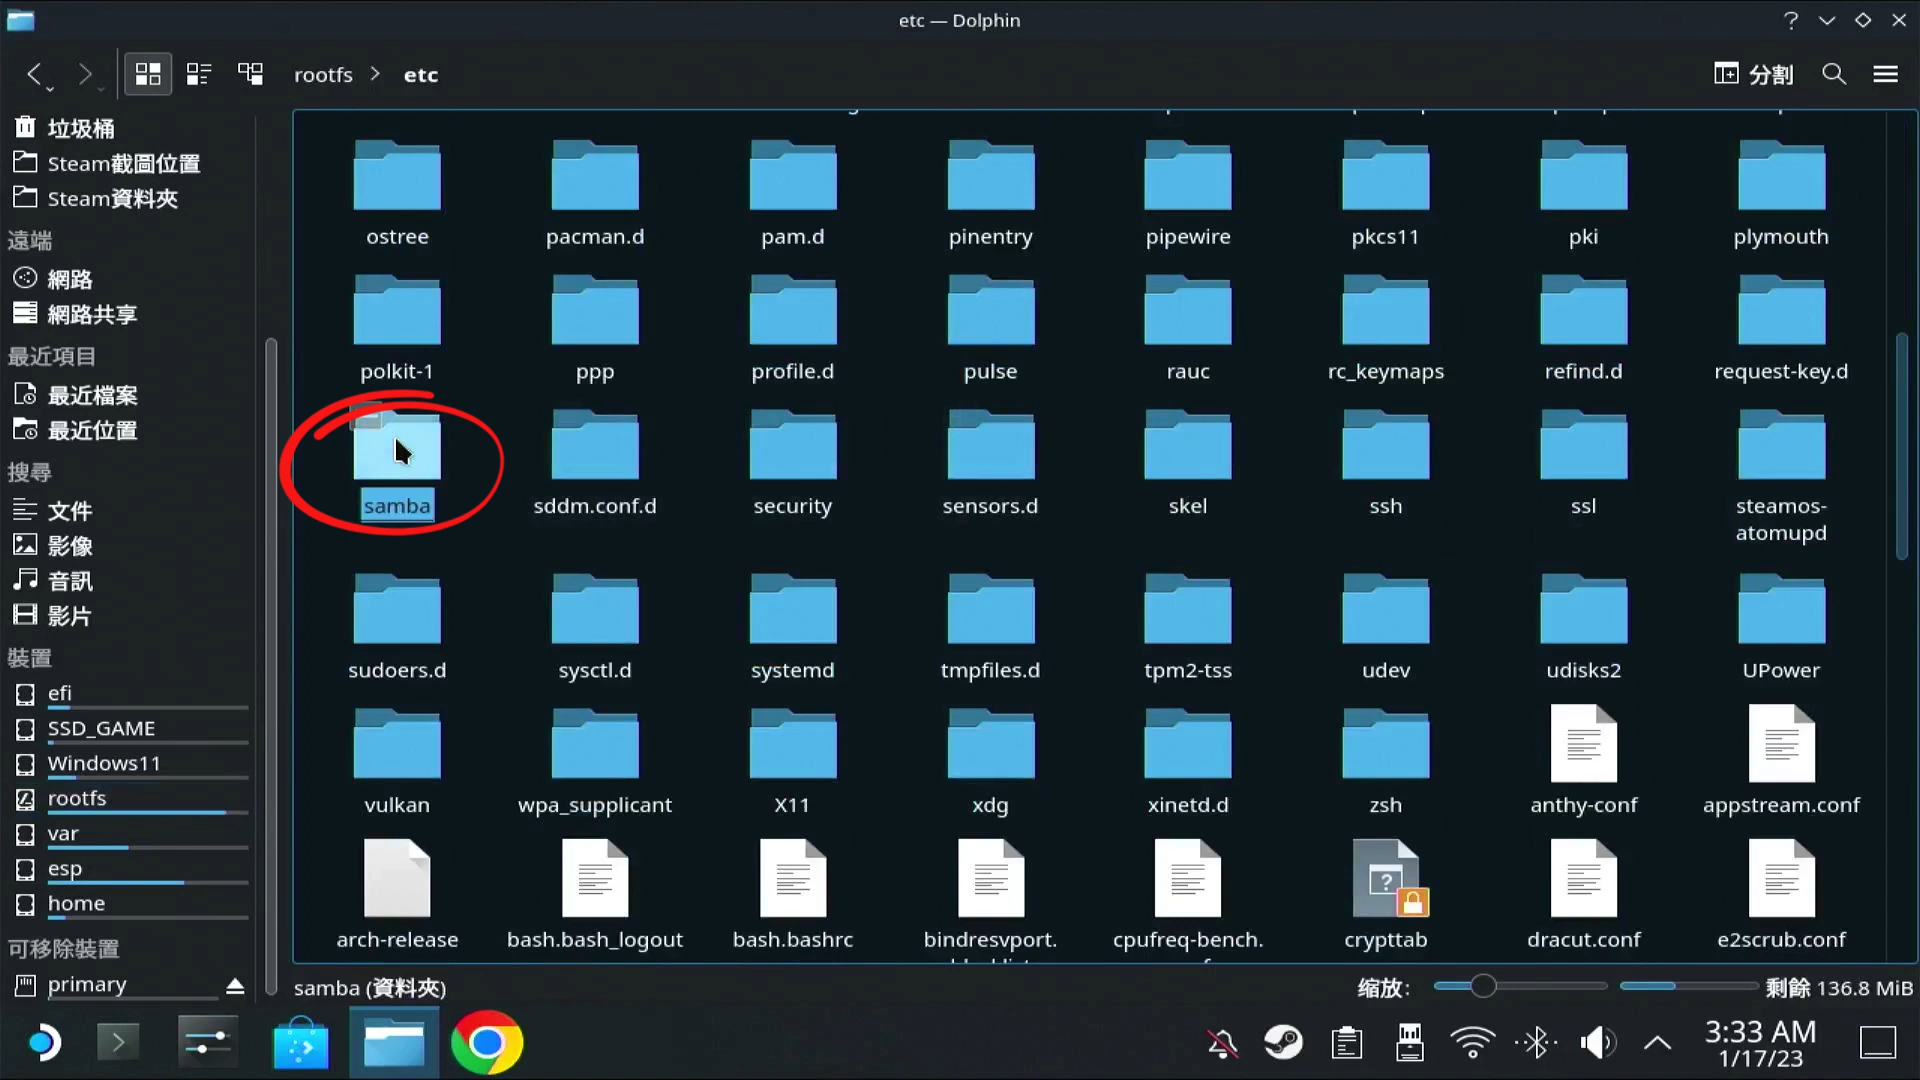 etc — Dolphin
rootfs > etc
分割
垃圾桶
Steam截圖位置
Steam資料夾
遠端
網路
網路共享
最近項目
最近檔案
最近位置
搜尋
文件
影像
音訊
影片
裝置
efi
SSD_GAME
Windows11
rootfs
var
esp
home
可移除裝置
primary
ostree
pacman.d
pam.d
pinentry
pipewire
pkcs11
pki
plymouth
polkit-1
ppp
profile.d
pulse
rauc
rc_keymaps
refind.d
request-key.d
samba
sddm.conf.d
security
sensors.d
skel
ssh
ssl
steamos-
atomupd
sudoers.d
sysctl.d
systemd
tmpfiles.d
tpm2-tss
udev
udisks2
UPower
vulkan
wpa_supplicant
X11
xdg
xinetd.d
zsh
anthy-conf
appstream.conf
arch-release
bash.bash_logout
bash.bashrc
bindresvport.
cpufreq-bench.
crypttab
dracut.conf
e2scrub.conf
samba (資料夾)
缩放:
剩餘 136.8 MiB
3:33 AM
1/17/23